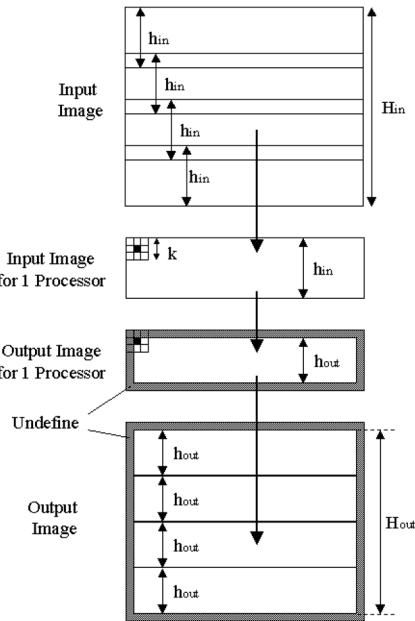 hin
hin
hin
hin
Input
Image
Hin
Input Image
for 1 Processor
k
hin
Output Image
for 1 Processor
hout
Undefine
hout
hout
hout
hout
Output
Image
Hout